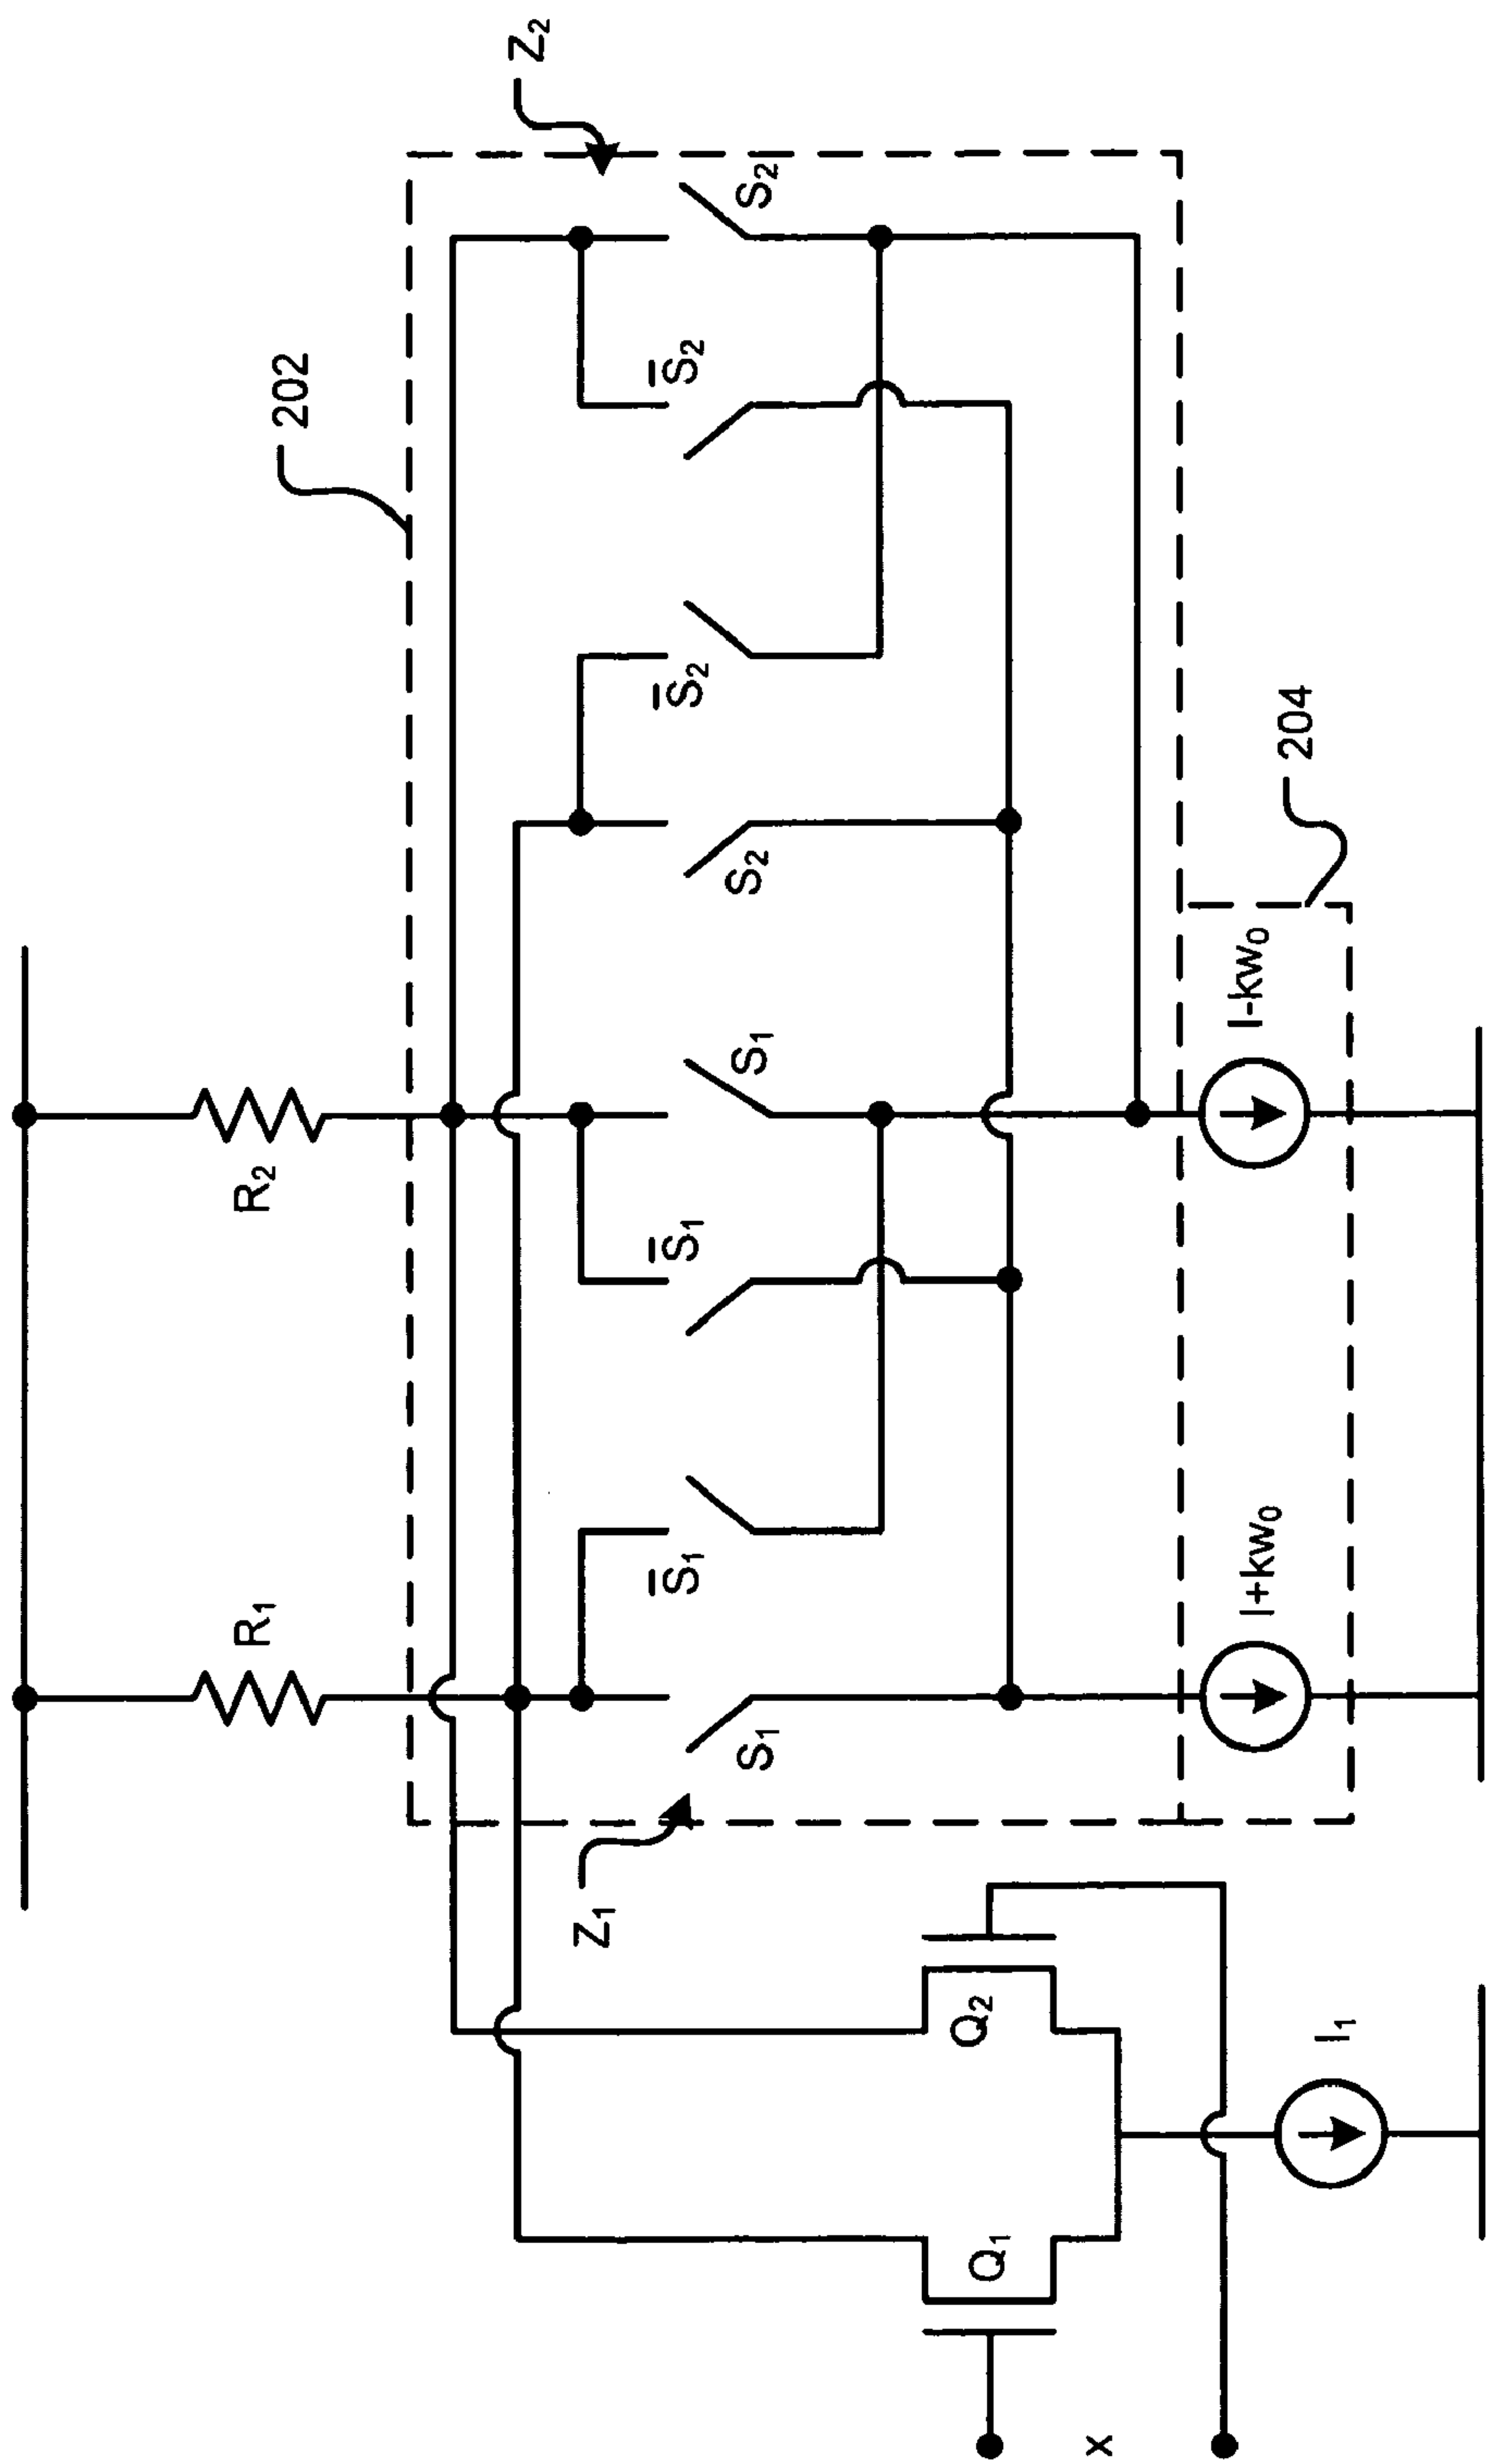 R₁
R₂
202
Z₁
Z₂
S₁
S̅₁
S̅₁
S₁
S₂
S̅₂
S̅₂
S₂
Q₁
Q₂
x
I₁
I+kw₀
I-kw₀
204